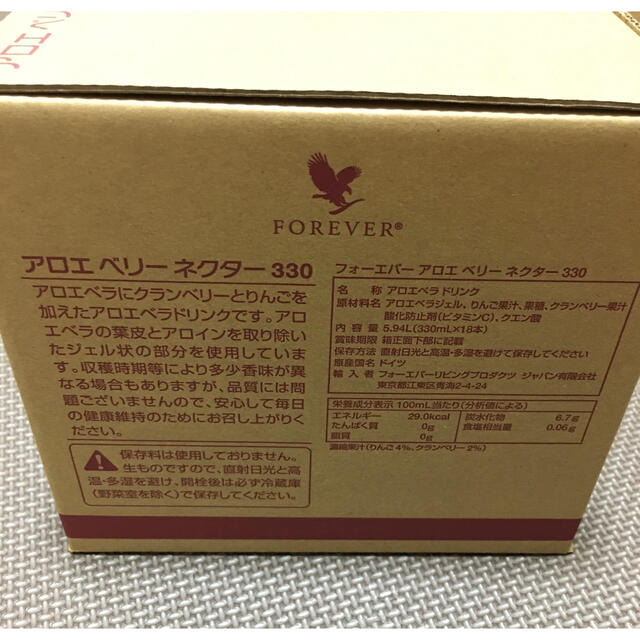 アロエ ベリ
FOREVER®
アロエ ベリー ネクター 330
アロエベラにクランベリーとりんごを
加えたアロエベラドリンクです。アロ
エベラの葉皮とアロインを取り除い
たジェル状の部分を使用していま
す。収穫時期等により多少香味が異
なる場合もありますが、品質には問
題ございませんので、安心して毎日
の健康維持のためにお召し上がりく
ださい。
保存料は使用しておりません。
生ものですので、直射日光と高
温・多湿を避け、開栓後は必ず冷蔵庫
(野菜室を除く)で保存してください。
フォーエバー アロエ ベリー ネクター 330
名 称 アロエベラドリンク
原材料名 アロエベラジェル、りんご果汁、果糖、クランベリー果汁
酸化防止剤(ビタミンC)、クエン酸
内 容 量 5.94L(330mL×18本)
賞味期限 箱正面下部に記載
保存方法 直射日光と高温・多湿を避けて保存してください
原産国名 ドイツ
輸 入 者 フォーエバーリビングプロダクツ ジャパン有限会社
東京都江東区青海2-4-24
栄養成分表示 100mL当たり(分析値による)
エネルギー 29.0kcal 炭水化物 6.7g
たんぱく質 0g 食塩相当量 0.06g
脂質 0g
濃縮果汁(りんご 4%、クランベリー 2%)